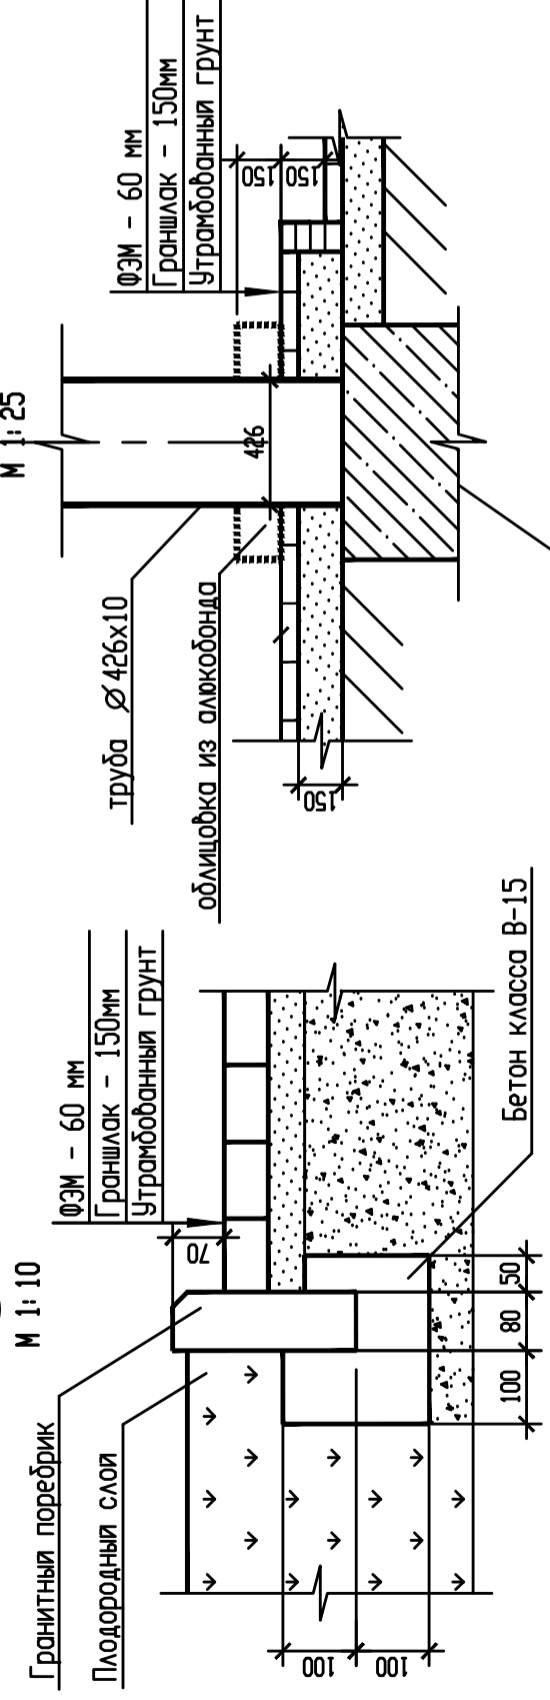 М 1:10
Гранитный поребрик
Плодородный слой
ФЭМ - 60 мм
Граншлак - 150мм
Утрамбованный грунт
70
100
100
100
80
50
Бетон класса В-15
М 1:25
труба Ø426х10
облицовка из алюкобонда
ФЭМ - 60 мм
Граншлак - 150мм
Утрамбованный грунт
150
150
426
150